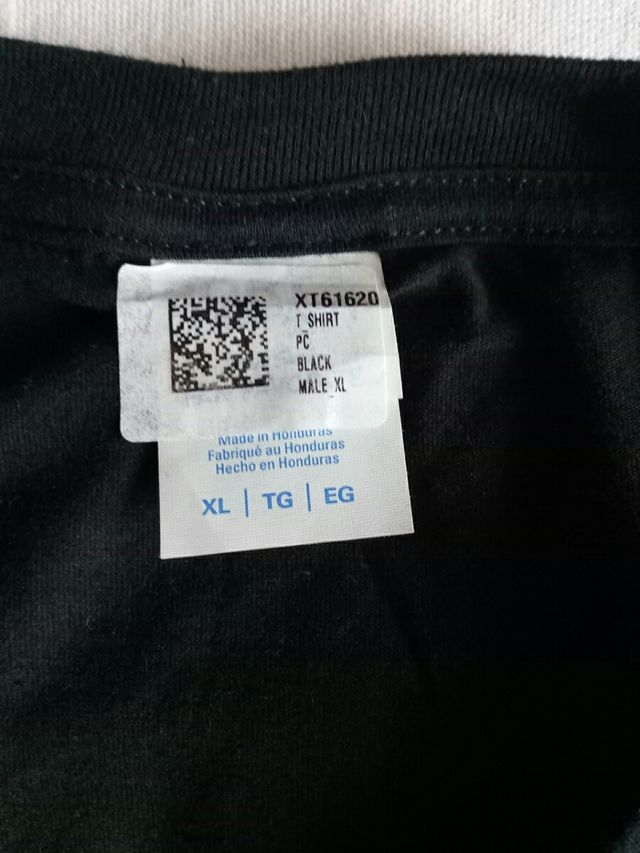 XT61620
T_SHIRT
PC
BLACK
MALE_XL
Made in Honduras
Fabriqué au Honduras
Hecho en Honduras
XL | TG | EG